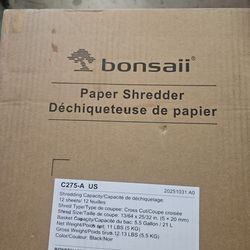 bonsaii®
Paper Shredder
Déchiqueteuse de papier
C275-A US
20251031 A0
Shredding Capacity/Capacité de déchiquetage:
12 sheets/ 12 feuilles
Shred Type/Type de coupe: Cross Cut/Coupe croisée
Shred Size/Taille de coupe: 13/64 x 25/32 in. (5 x 20 mm)
Basket Capacity/Capacité du bac: 5.5 Gallon / 21 L
Net Weight/Poids net: 11 LBS (5 KG)
Gross Weight/Poids brut: 12.13 LBS (5.5 KG)
Color/Couleur: Black/Noir